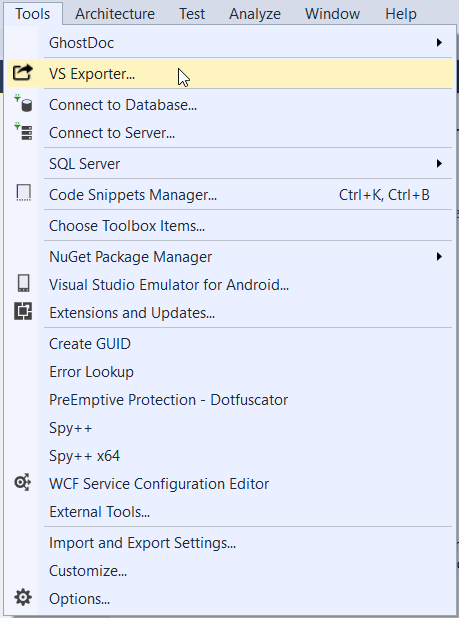 Tools Architecture Test Analyze Window Help
GhostDoc
VS Exporter...
Connect to Database...
Connect to Server...
SQL Server
Code Snippets Manager... Ctrl+K, Ctrl+B
Choose Toolbox Items...
NuGet Package Manager
Visual Studio Emulator for Android...
Extensions and Updates...
Create GUID
Error Lookup
PreEmptive Protection - Dotfuscator
Spy++
Spy++ x64
WCF Service Configuration Editor
External Tools...
Import and Export Settings...
Customize...
Options...